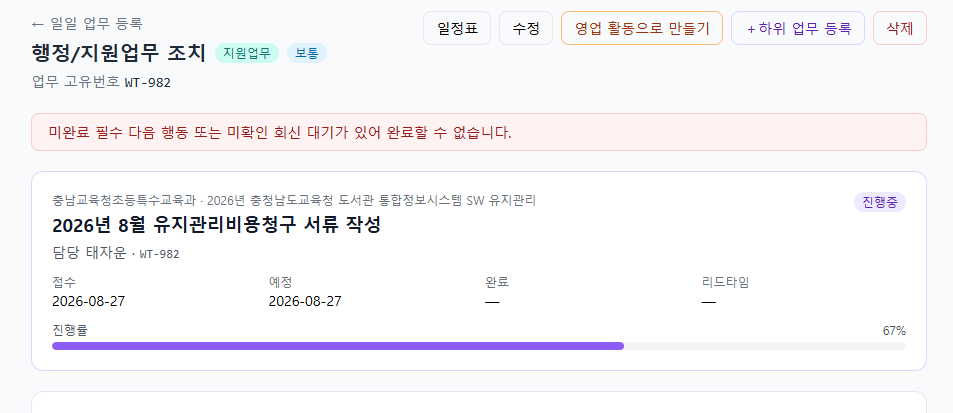 ← 일일 업무 등록
행정/지원업무 조치 지원업무 보통
업무 고유번호 WT-982
일정표 수정 영업 활동으로 만들기 + 하위 업무 등록 삭제
미완료 필수 다음 행동 또는 미확인 회신 대기가 있어 완료할 수 없습니다.
충남교육청초등특수교육과 · 2026년 충청남도교육청 도서관 통합정보시스템 SW 유지관리
진행중
2026년 8월 유지관리비용청구 서류 작성
담당 태자운 · WT-982
접수 예정 완료 리드타임
2026-08-27 2026-08-27 — —
진행률 67%